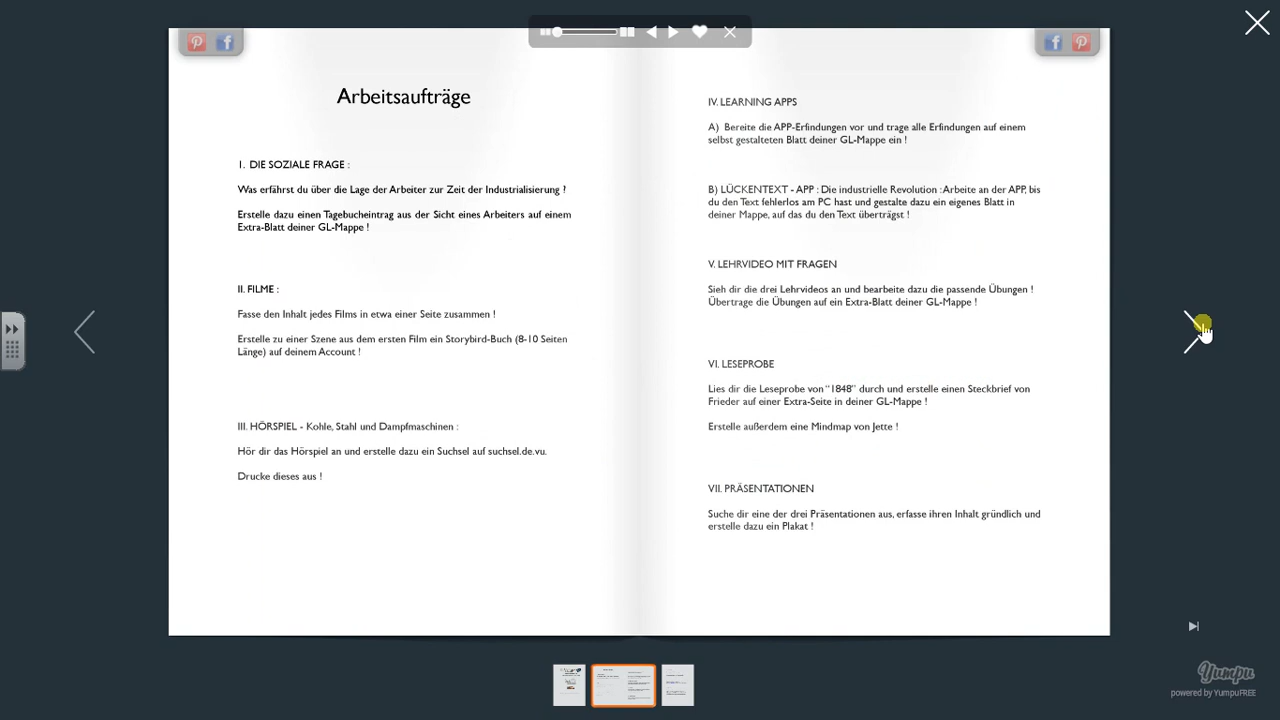 Arbeitsaufträge
I. DIE SOZIALE FRAGE :
Was erfährst du über die Lage der Arbeiter zur Zeit der Industrialisierung ?
Erstelle dazu einen Tagebucheintrag aus der Sicht eines Arbeiters auf einem
Extra-Blatt deiner GL-Mappe !
II. FILME :
Fasse den Inhalt jedes Films in etwa einer Seite zusammen !
Erstelle zu einer Szene aus dem ersten Film ein Storybird-Buch (8-10 Seiten
Länge) auf deinem Account !
III. HÖRSPIEL - Kohle, Stahl und Dampfmaschinen :
Hör dir das Hörspiel an und erstelle dazu ein Suchsel auf suchsel.de.vu.
Drucke dieses aus !
IV. LEARNING APPS
A) Bereite die APP-Erfindungen vor und trage alle Erfindungen auf einem
selbst gestalteten Blatt deiner GL-Mappe ein !
B) LÜCKENTEXT - APP : Die industrielle Revolution : Arbeite an der APP, bis
du den Text fehlerlos am PC hast und gestalte dazu ein eigenes Blatt in
deiner Mappe, auf das du den Text überträgst !
V. LEHRVIDEO MIT FRAGEN
Sieh dir die drei Lehrvideos an und bearbeite dazu die passende Übungen !
Übertrage die Übungen auf ein Extra-Blatt deiner GL-Mappe !
VI. LESEPROBE
Lies dir die Leseprobe von "1848" durch und erstelle einen Steckbrief von
Frieder auf einer Extra-Seite in deiner GL-Mappe !
Erstelle außerdem eine Mindmap von Jette !
VII. PRÄSENTATIONEN
Suche dir eine der drei Präsentationen aus, erfasse ihren Inhalt gründlich und
erstelle dazu ein Plakat !
Yumpu
powered by YumpuFREE